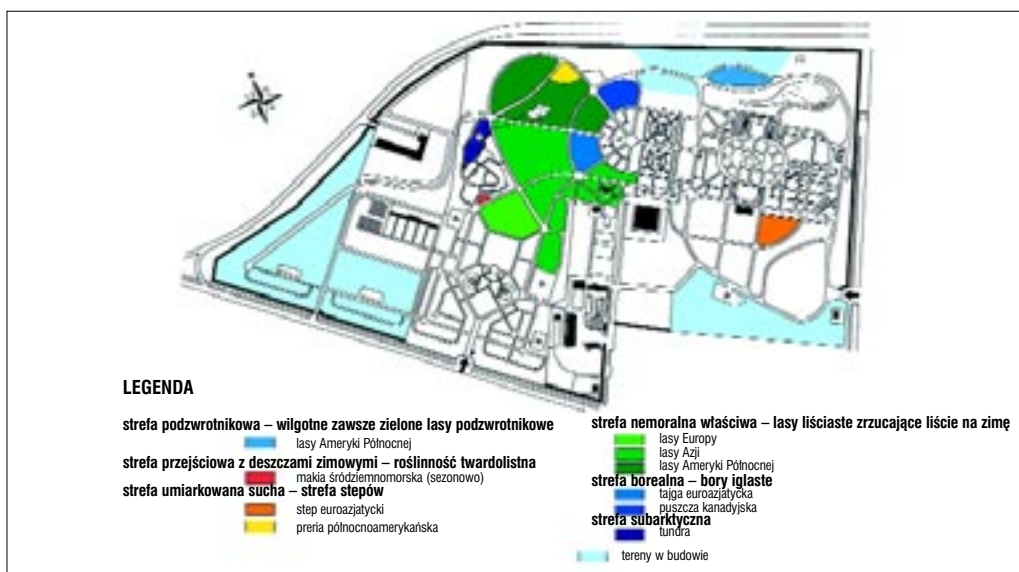 LEGENDA
strefa podzwrotnikowa – wilgotne zawsze zielone lasy podzwrotnikowe
lasy Ameryki Północnej
strefa przejściowa z deszczami zimowymi – roślinność twardolistna
makia śródziemnomorska (sezonowo)
strefa umiarkowana sucha – strefa stepów
step euroazjatycki
preria północnoamerykańska
strefa nemoralna właściwa – lasy liściaste zrzucające liście na zimę
lasy Europy
lasy Azji
lasy Ameryki Północnej
strefa borealna – bory iglaste
tajga euroazjatycka
puszcza kanadyjska
strefa subarktyczna
tundra
tereny w budowie